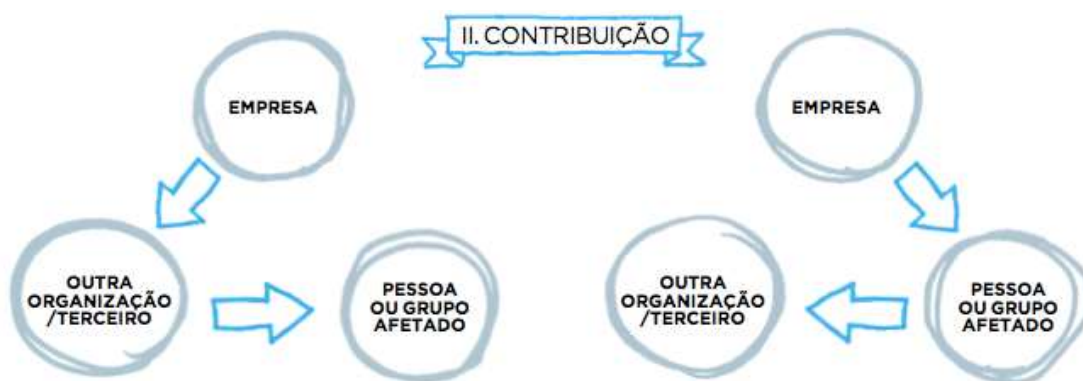 II. CONTRIBUIÇÃO
EMPRESA
EMPRESA
OUTRA
ORGANIZAÇÃO
/TERCEIRO
PESSOA
OU GRUPO
AFETADO
OUTRA
ORGANIZAÇÃO
/TERCEIRO
PESSOA
OU GRUPO
AFETADO